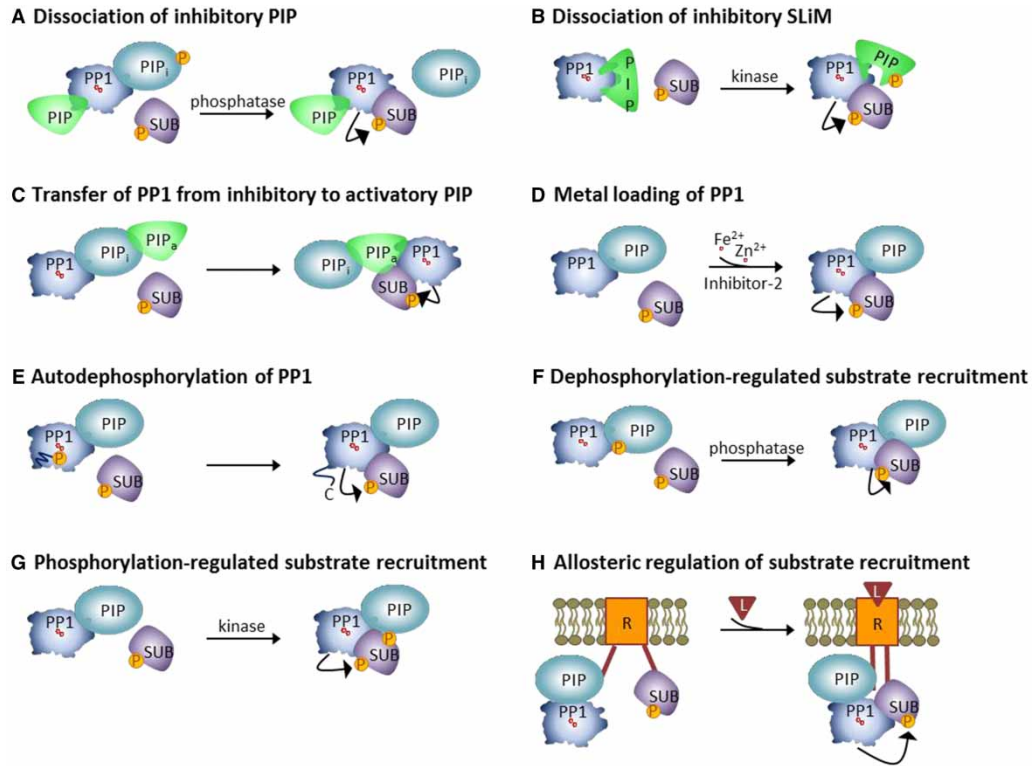 A Dissociation of inhibitory PIP
PP1 PIPi P
PIP
P SUB
phosphatase
PP1 PIPi
PIP
P SUB
B Dissociation of inhibitory SLiM
PP1 P
I
P
P SUB
kinase
PP1 PIP P
P SUB
C Transfer of PP1 from inhibitory to activatory PIP
PP1 PIPi PIPa
P SUB
PIPi PIPa PP1
SUB P
D Metal loading of PP1
PP1 PIP
P SUB
Fe2+
Zn2+
Inhibitor-2
PP1 PIP
P SUB
E Autodephosphorylation of PP1
PP1 PIP
P
P SUB
PP1 PIP
C P SUB
F Dephosphorylation-regulated substrate recruitment
PP1 P PIP
P SUB
phosphatase
PP1 PIP
P SUB
G Phosphorylation-regulated substrate recruitment
PP1 PIP
P SUB
kinase
PP1 PIP P
P SUB
H Allosteric regulation of substrate recruitment
R
PIP
PP1
SUB
P
L
L
R
PIP
PP1 SUB
P